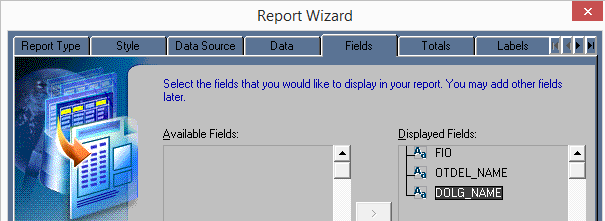 Report Wizard
Report Type Style Data Source Data Fields Totals Labels
Select the fields that you would like to display in your report. You may add other fields
later.
Available Fields: Displayed Fields:
FIO
OTDEL_NAME
DOLG_NAME
>